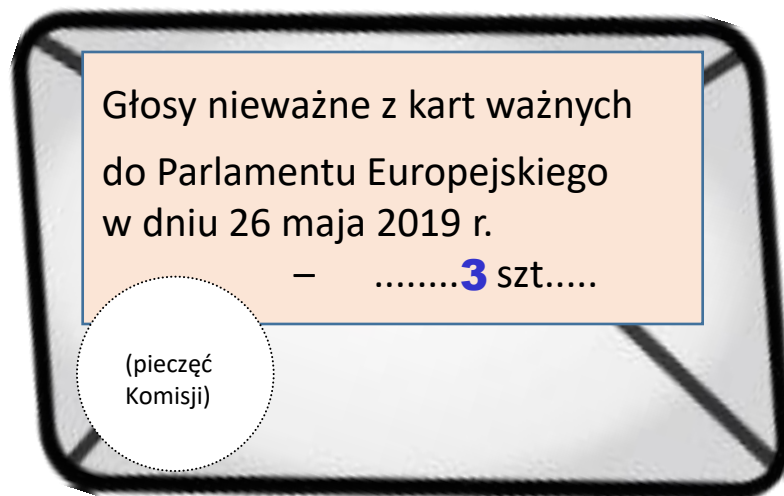 Głosy nieważne z kart ważnych
do Parlamentu Europejskiego
w dniu 26 maja 2019 r.
– ........3 szt.....
(pieczęć
Komisji)